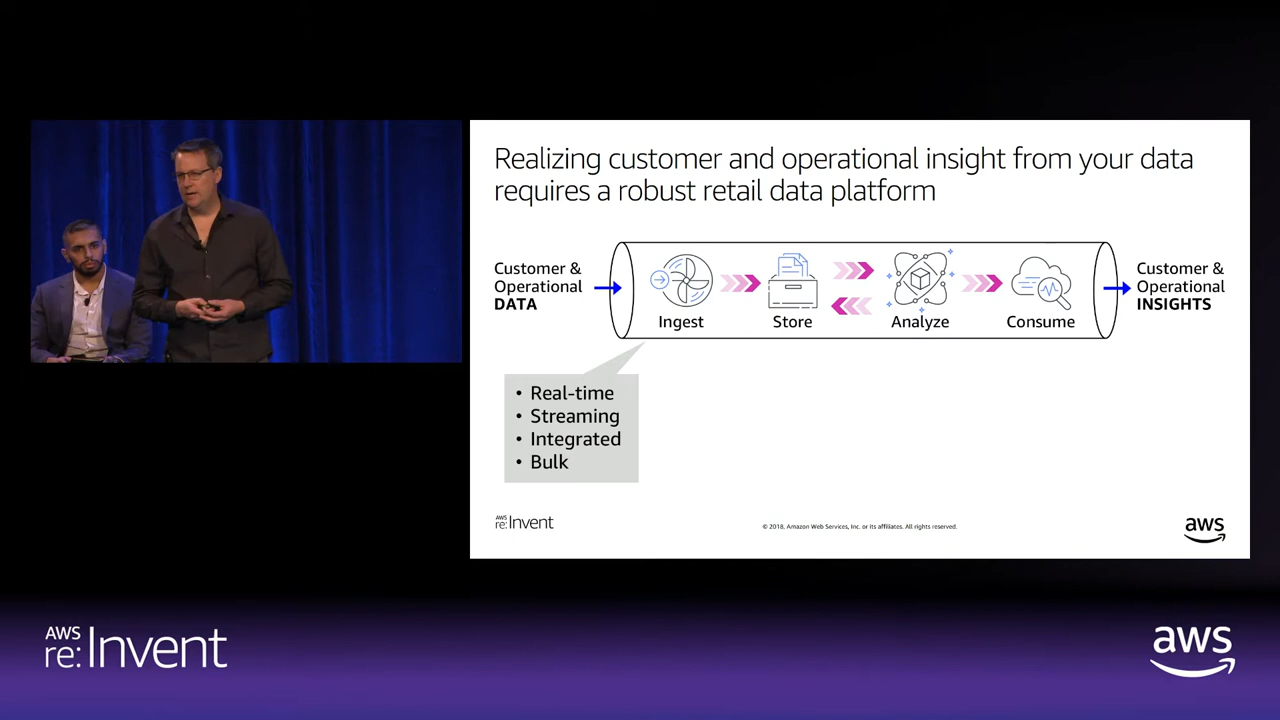 Realizing customer and operational insight from your data
requires a robust retail data platform
Customer &
Operational
DATA
Ingest
Store
Analyze
Consume
Customer &
Operational
INSIGHTS
• Real-time
• Streaming
• Integrated
• Bulk
AWS
re:Invent
© 2018, Amazon Web Services, Inc. or its affiliates. All rights reserved.
aws
AWS
re:Invent
aws